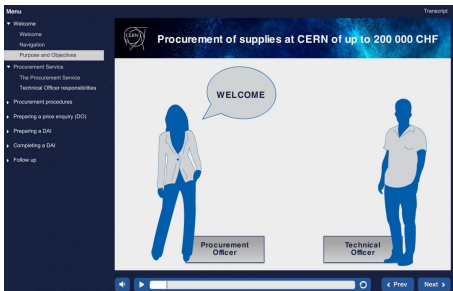 Menu
Transcript
Welcome
Welcome
Navigation
Purpose and Objectives
Procurement Service
The Procurement Service
Technical Officer responsibilities
Procurement procedures
Preparing a price enquiry (DO)
Preparing a DAI
Completing a DAI
Follow up
CERN
Procurement of supplies at CERN of up to 200 000 CHF
WELCOME
Procurement
Officer
Technical
Officer
Prev
Next